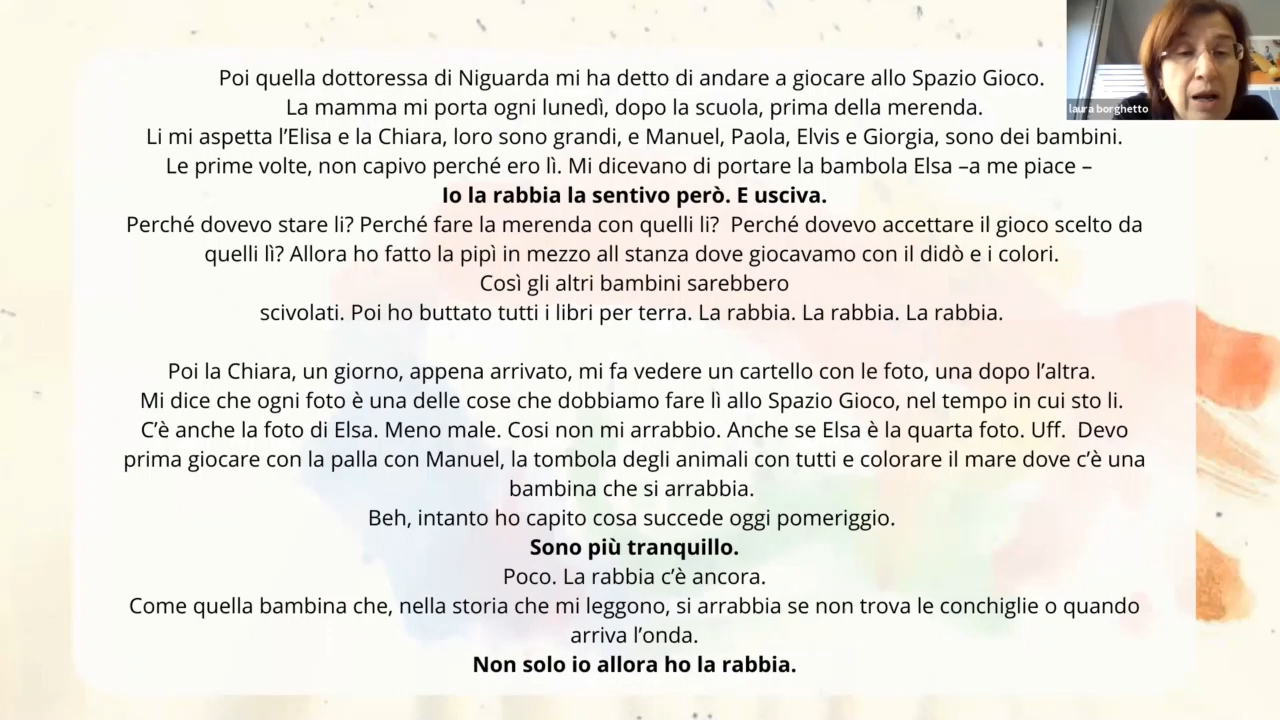 Poi quella dottoressa di Niguarda mi ha detto di andare a giocare allo Spazio Gioco.
La mamma mi porta ogni lunedì, dopo la scuola, prima della merenda.
Li mi aspetta l'Elisa e la Chiara, loro sono grandi, e Manuel, Paola, Elvis e Giorgia, sono dei bambini.
Le prime volte, non capivo perché ero lì. Mi dicevano di portare la bambola Elsa –a me piace –
Io la rabbia la sentivo però. E usciva.
Perché dovevo stare li? Perché fare la merenda con quelli li?  Perché dovevo accettare il gioco scelto da
quelli lì? Allora ho fatto la pipì in mezzo all stanza dove giocavamo con il didò e i colori.
Così gli altri bambini sarebbero
scivolati. Poi ho buttato tutti i libri per terra. La rabbia. La rabbia. La rabbia.
Poi la Chiara, un giorno, appena arrivato, mi fa vedere un cartello con le foto, una dopo l'altra.
Mi dice che ogni foto è una delle cose che dobbiamo fare lì allo Spazio Gioco, nel tempo in cui sto li.
C'è anche la foto di Elsa. Meno male. Cosi non mi arrabbio. Anche se Elsa è la quarta foto. Uff.  Devo
prima giocare con la palla con Manuel, la tombola degli animali con tutti e colorare il mare dove c'è una
bambina che si arrabbia.
Beh, intanto ho capito cosa succede oggi pomeriggio.
Sono più tranquillo.
Poco. La rabbia c'è ancora.
Come quella bambina che, nella storia che mi leggono, si arrabbia se non trova le conchiglie o quando
arriva l'onda.
Non solo io allora ho la rabbia.
laura borghetto